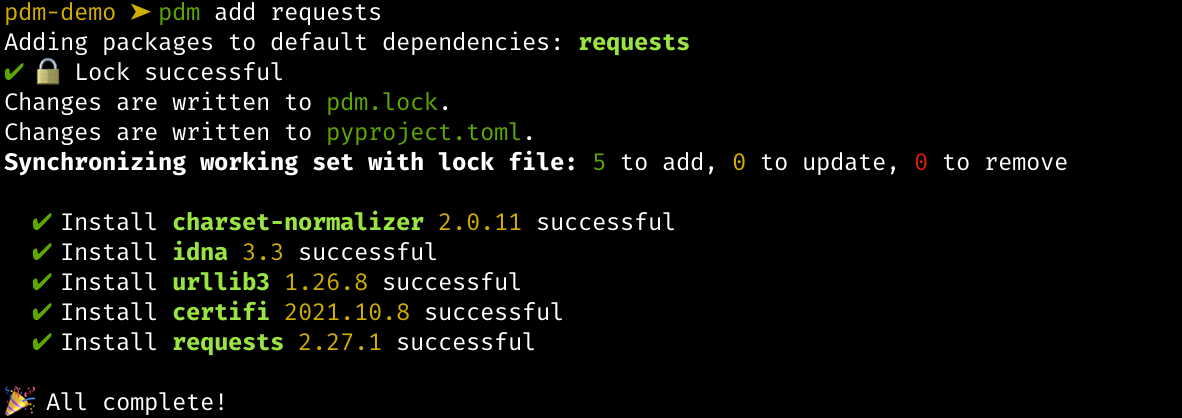 pdm-demo ➤ pdm add requests
Adding packages to default dependencies: requests
✔ 🔒 Lock successful
Changes are written to pdm.lock.
Changes are written to pyproject.toml.
Synchronizing working set with lock file: 5 to add, 0 to update, 0 to remove
✔ Install charset-normalizer 2.0.11 successful
✔ Install idna 3.3 successful
✔ Install urllib3 1.26.8 successful
✔ Install certifi 2021.10.8 successful
✔ Install requests 2.27.1 successful
🎉 All complete!